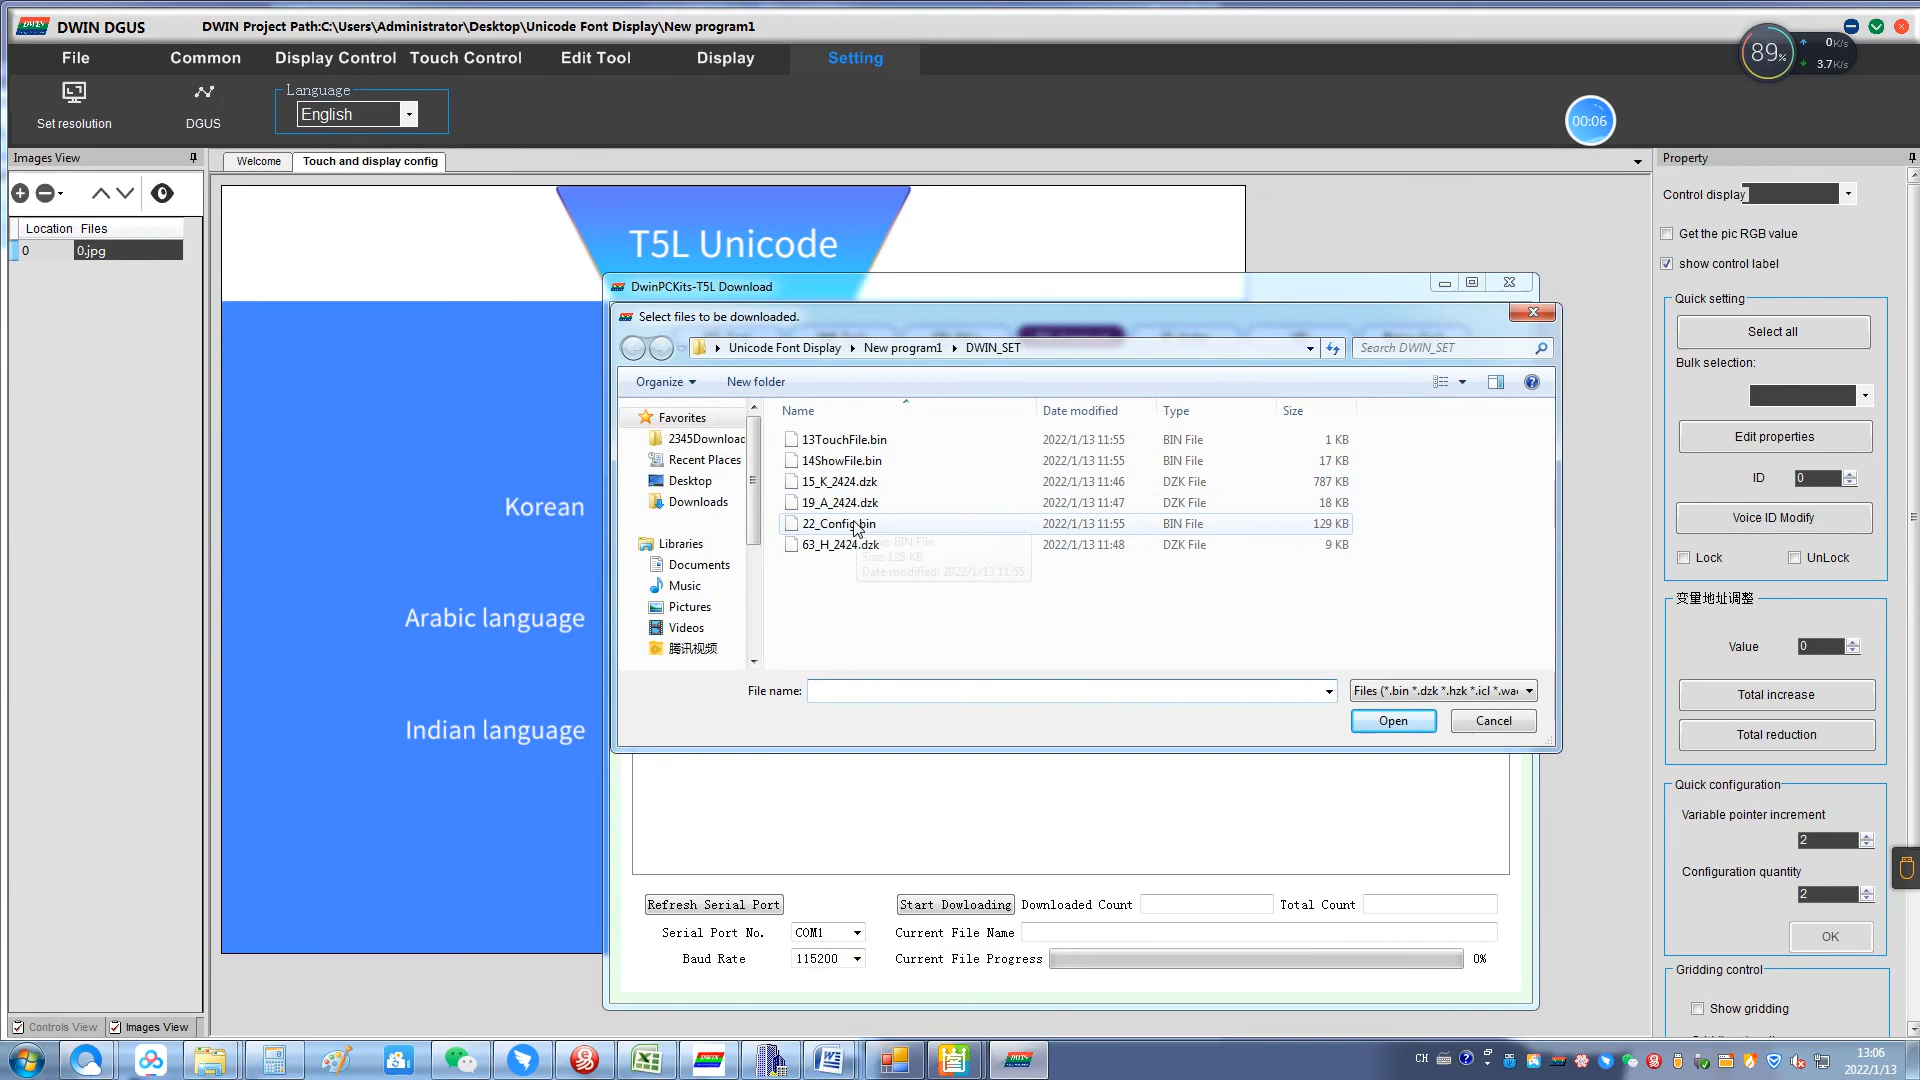 DWIN DGUS
DWIN Project Path:C:\Users\Administrator\Desktop\Unicode Font Display\New program1
File
Common
Display Control
Touch Control
Edit Tool
Display
Setting
89%
0K/s
3.7K/s
Set resolution
DGUS
Language
English
00:06
Images View
Welcome
Touch and display config
Property
Location
Files
0
0.jpg
T5L Unicode
Korean
Arabic language
Indian language
DwinPCKits-T5L Download
Select files to be downloaded.
Unicode Font Display
New program1
DWIN_SET
Search DWIN_SET
Organize
New folder
Favorites
2345Downloac
Recent Places
Desktop
Downloads
Libraries
Documents
Music
Pictures
Videos
腾讯视频
Name
Date modified
Type
Size
13TouchFile.bin 2022/1/13 11:55 BIN File 1 KB
14ShowFile.bin 2022/1/13 11:55 BIN File 17 KB
15_K_2424.dzk 2022/1/13 11:46 DZK File 787 KB
19_A_2424.dzk 2022/1/13 11:47 DZK File 18 KB
22_Config.bin 2022/1/13 11:55 BIN File 129 KB
63_H_2424.dzk 2022/1/13 11:48 DZK File 9 KB
BIN File
Size: 128 KB
Date modified: 2022/1/13 11:55
File name:
Files (*.bin *.dzk *.hzk *.icl *.wa
Open
Cancel
Refresh Serial Port
Start Dowloading
Downloaded Count
Total Count
Serial Port No.
COM1
Current File Name
Baud Rate
115200
Current File Progress
0%
Control display
Get the pic RGB value
show control label
Quick setting
Select all
Bulk selection:
Edit properties
ID
0
Voice ID Modify
Lock
UnLock
变量地址调整
Value
0
Total increase
Total reduction
Quick configuration
Variable pointer increment
2
Configuration quantity
2
OK
Gridding control
Show gridding
Controls View
Images View
CH
13:06
2022/1/13